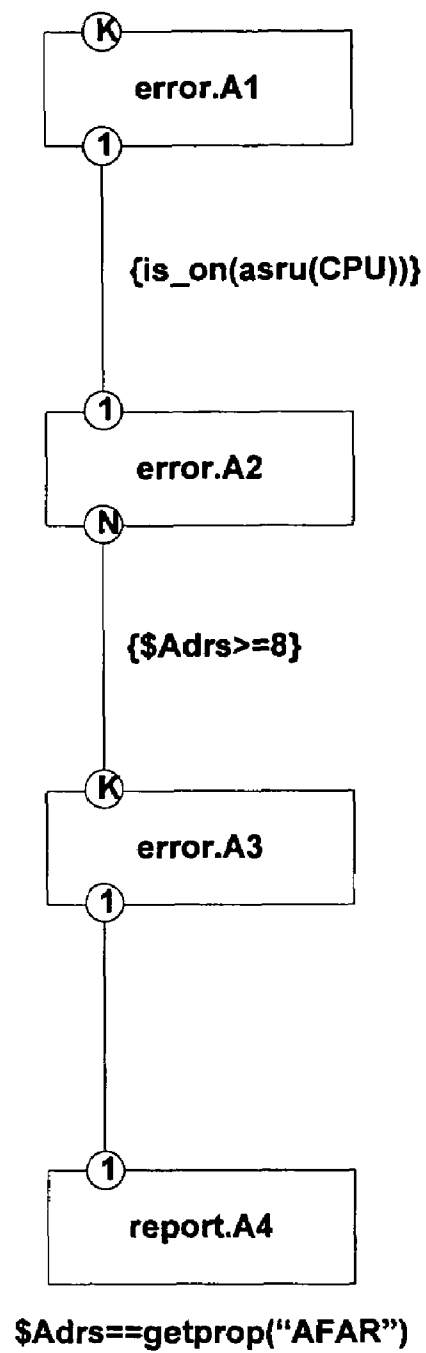 K
error.A1
1
{is_on(asru(CPU))}
1
error.A2
N
{$Adrs>=8}
K
error.A3
1
1
report.A4
$Adrs==getprop(“AFAR”)